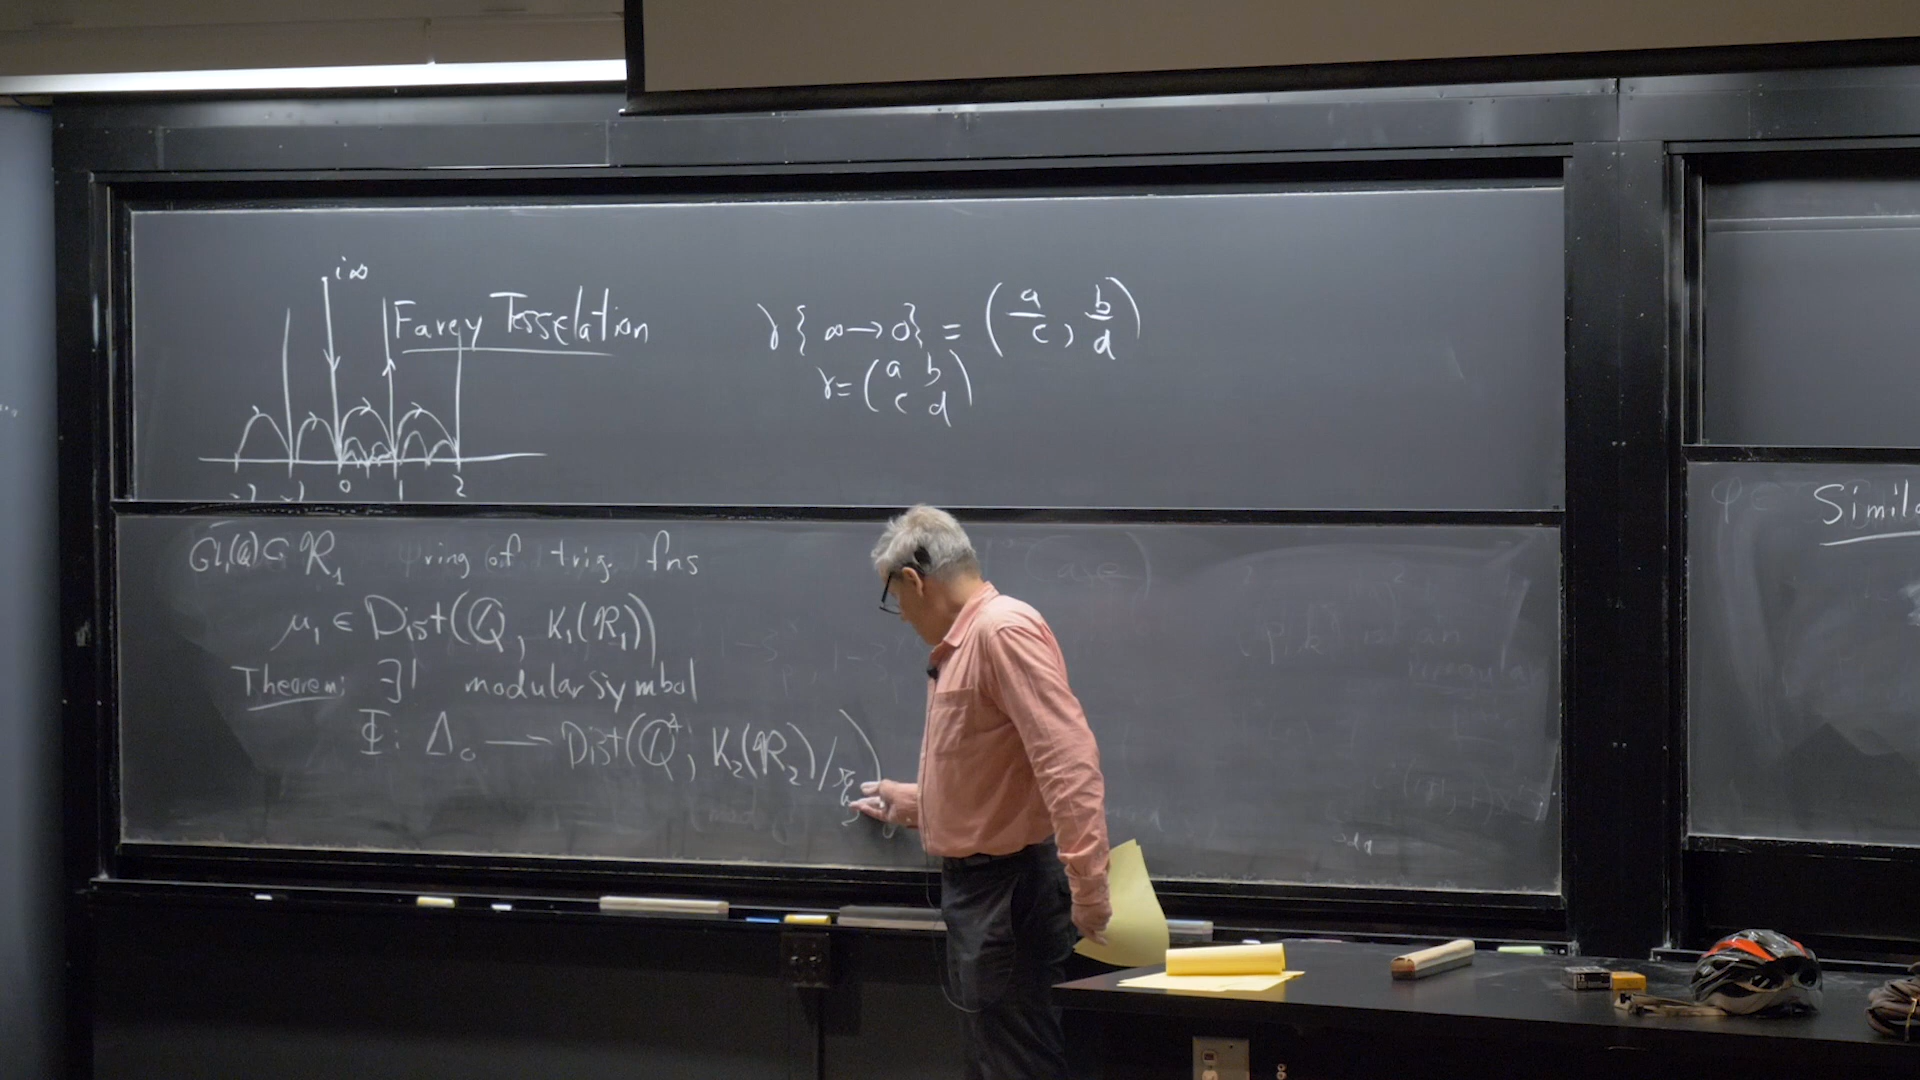 i∞
Farey Tesselation
-2 -1 0 1 2
γ{∞→0} = (a/c, b/d)
γ = (a b
c d)
GL₁(Q) G R₁ ring of trig. fns
μ₁ ∈ Dist(Q, K₁(R₁))
Theorem: ∃! modular symbol
Φ: Δ₀ → Dist(Q², K₂(R₂)/